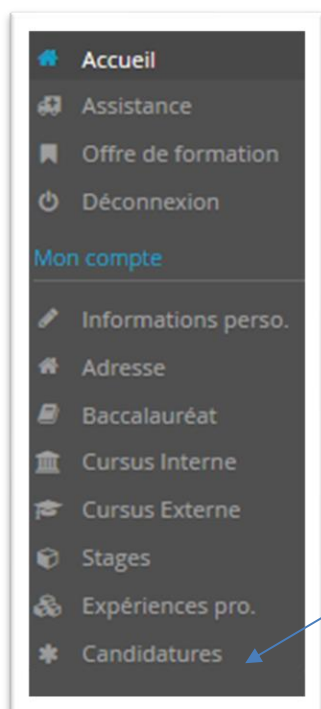 Accueil
Assistance
Offre de formation
Déconnexion
Mon compte
Informations perso.
Adresse
Baccalauréat
Cursus Interne
Cursus Externe
Stages
Expériences pro.
Candidatures